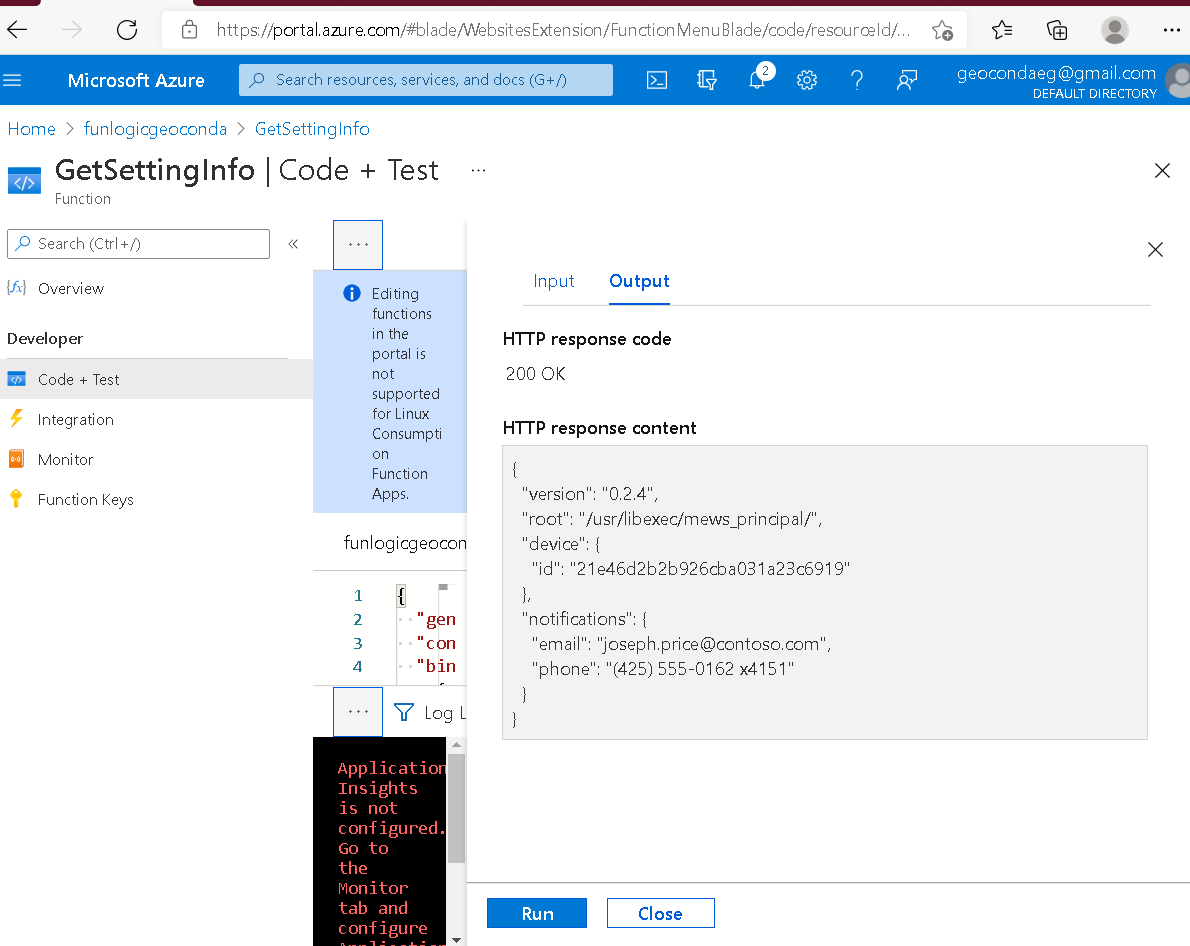 https://portal.azure.com/#blade/WebsitesExtension/FunctionMenuBlade/code/resourceId/...
Microsoft Azure
Search resources, services, and docs (G+/)
2
geocondaeg@gmail.com
DEFAULT DIRECTORY
Home > funlogicgeoconda > GetSettingInfo
GetSettingInfo | Code + Test ...
Function
Search (Ctrl+/)
«
Overview
Developer
Code + Test
Integration
Monitor
Function Keys
...
Editing
functions
in the
portal is
not
supported
for Linux
Consumpti
on
Function
Apps.
funlogicgeocon
1 {
2 "gen
3 "con
4 "bin
...
Log L
Application
Insights
is not
configured.
Go to
the
Monitor
tab and
configure
Input Output
HTTP response code
200 OK
HTTP response content
{
"version": "0.2.4",
"root": "/usr/libexec/mews_principal/",
"device": {
"id": "21e46d2b2b926cba031a23c6919"
},
"notifications": {
"email": "joseph.price@contoso.com",
"phone": "(425) 555-0162 x4151"
}
}
Run Close